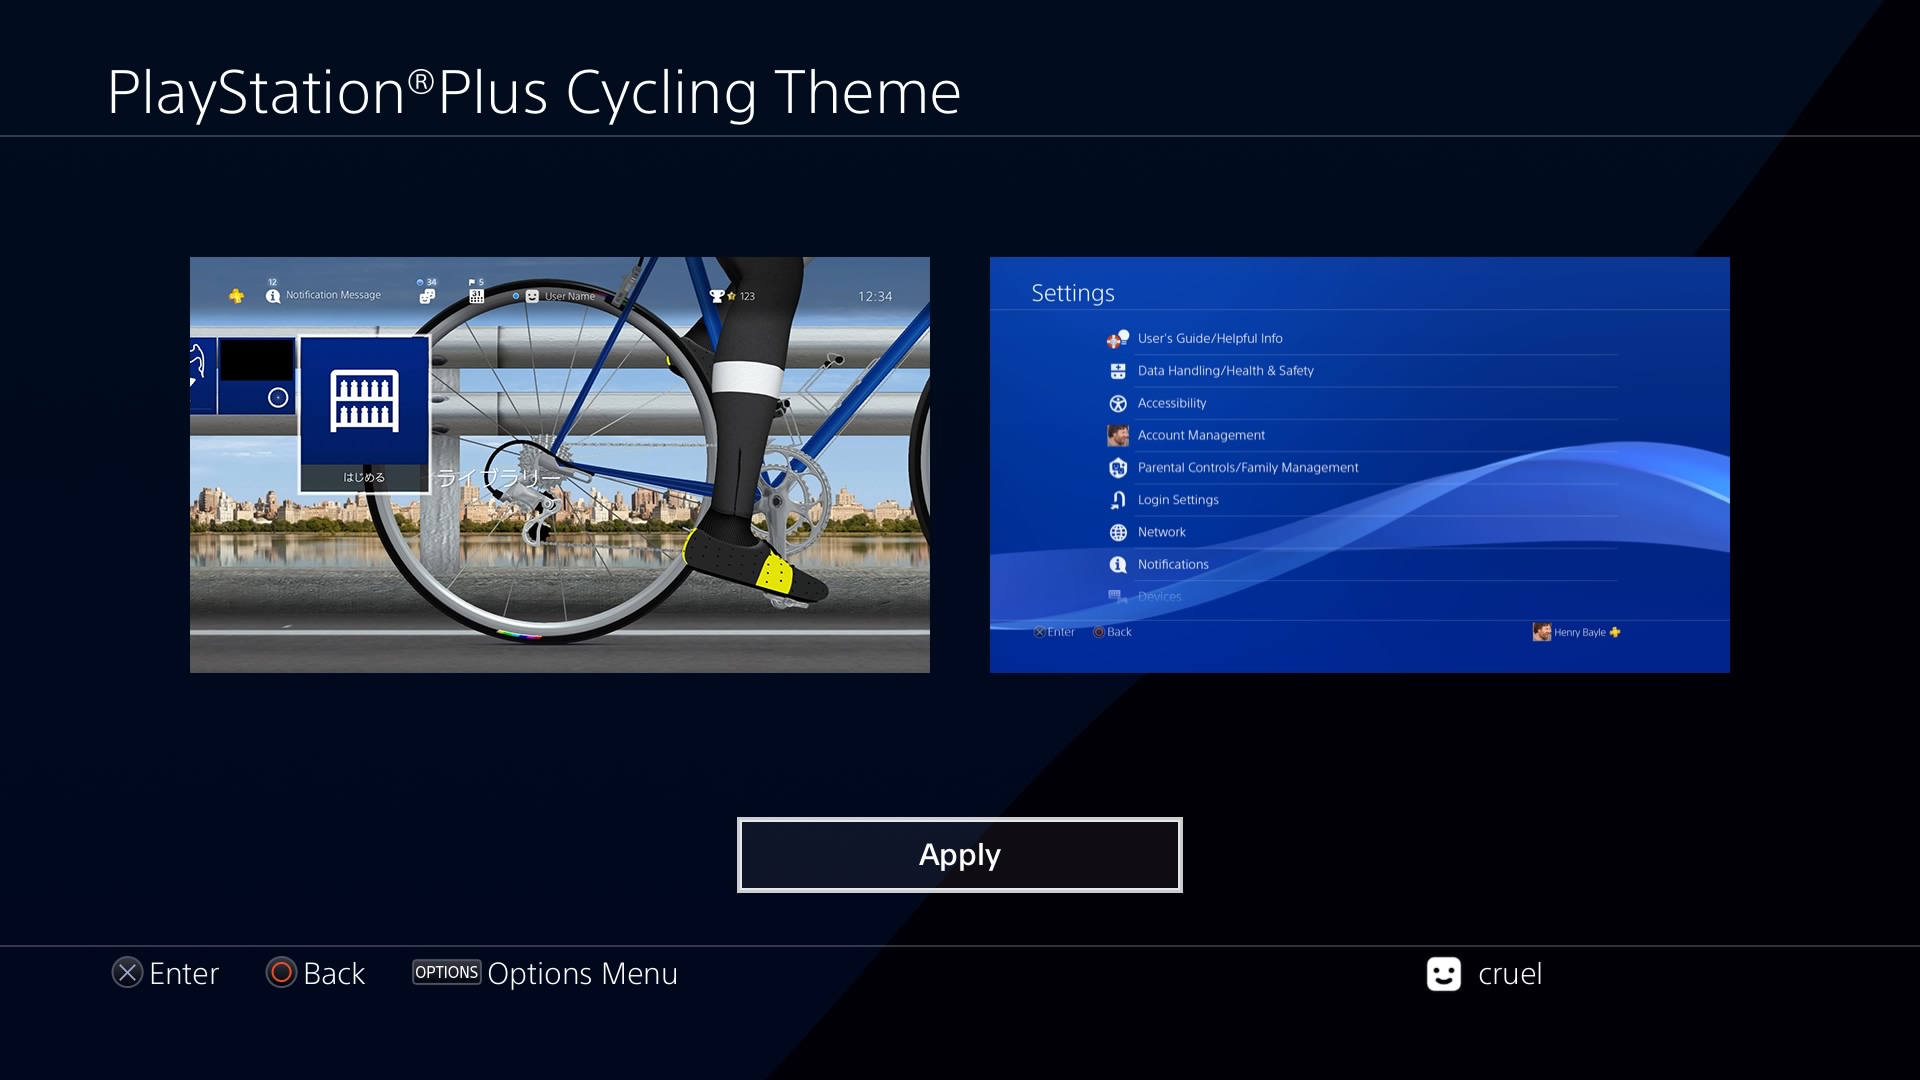 PlayStation®Plus Cycling Theme
12
Notification Message
34
5
31
User Name
123
12:34
はじめる
ライブラリー
Settings
User's Guide/Helpful Info
Data Handling/Health & Safety
Accessibility
Account Management
Parental Controls/Family Management
Login Settings
Network
Notifications
Devices
Enter
Back
Henry Bayle
Apply
Enter
Back
OPTIONS Options Menu
cruel